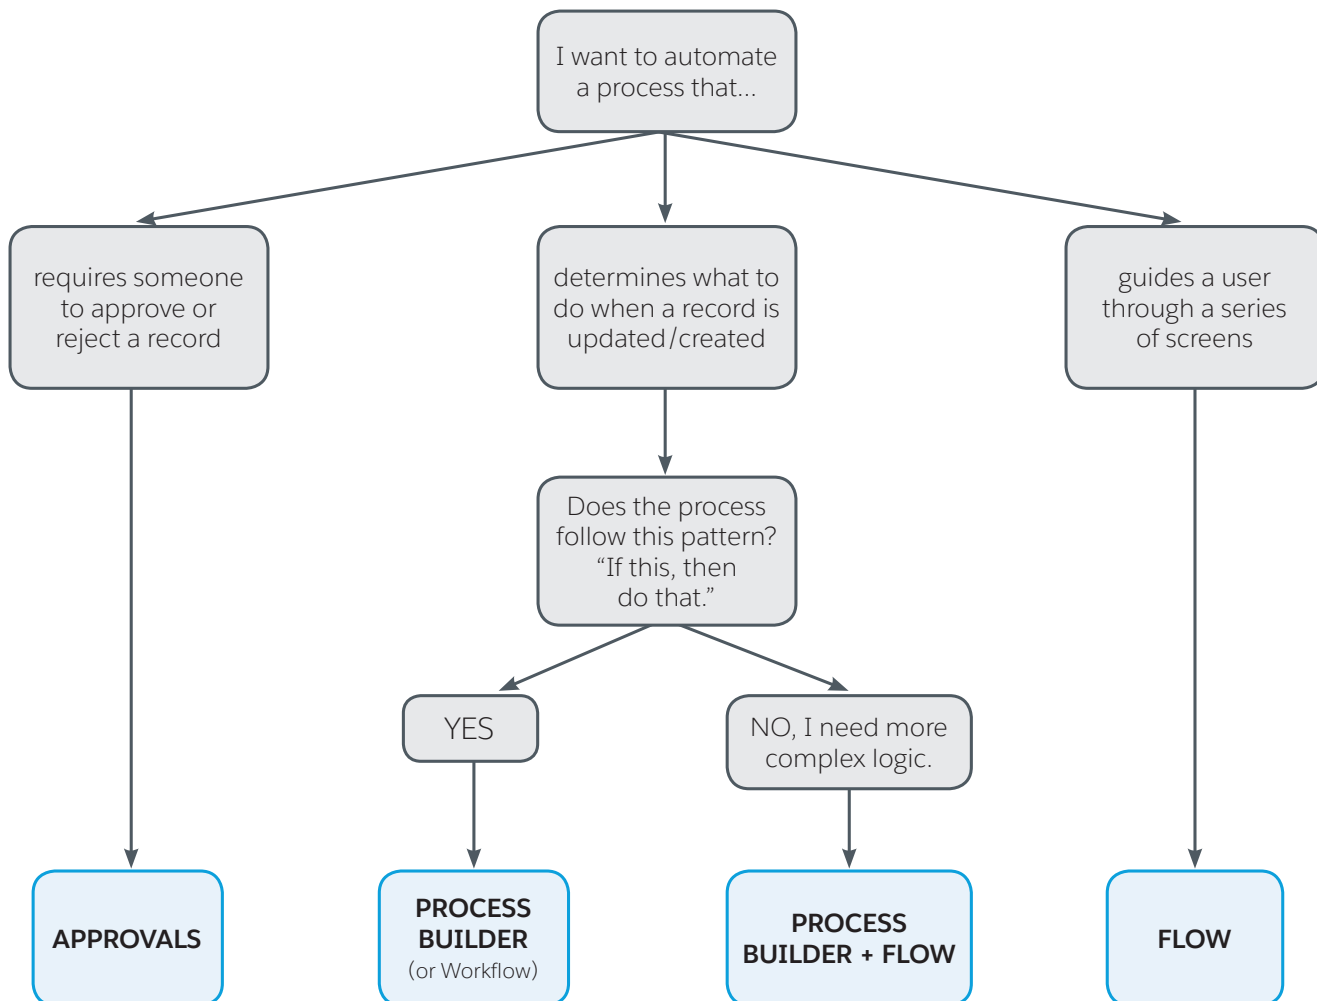 I want to automate
a process that...
requires someone
to approve or
reject a record
determines what to
do when a record is
updated/created
guides a user
through a series
of screens
Does the process
follow this pattern?
“If this, then
do that.”
YES
NO, I need more
complex logic.
APPROVALS
PROCESS
BUILDER
(or Workflow)
PROCESS
BUILDER + FLOW
FLOW